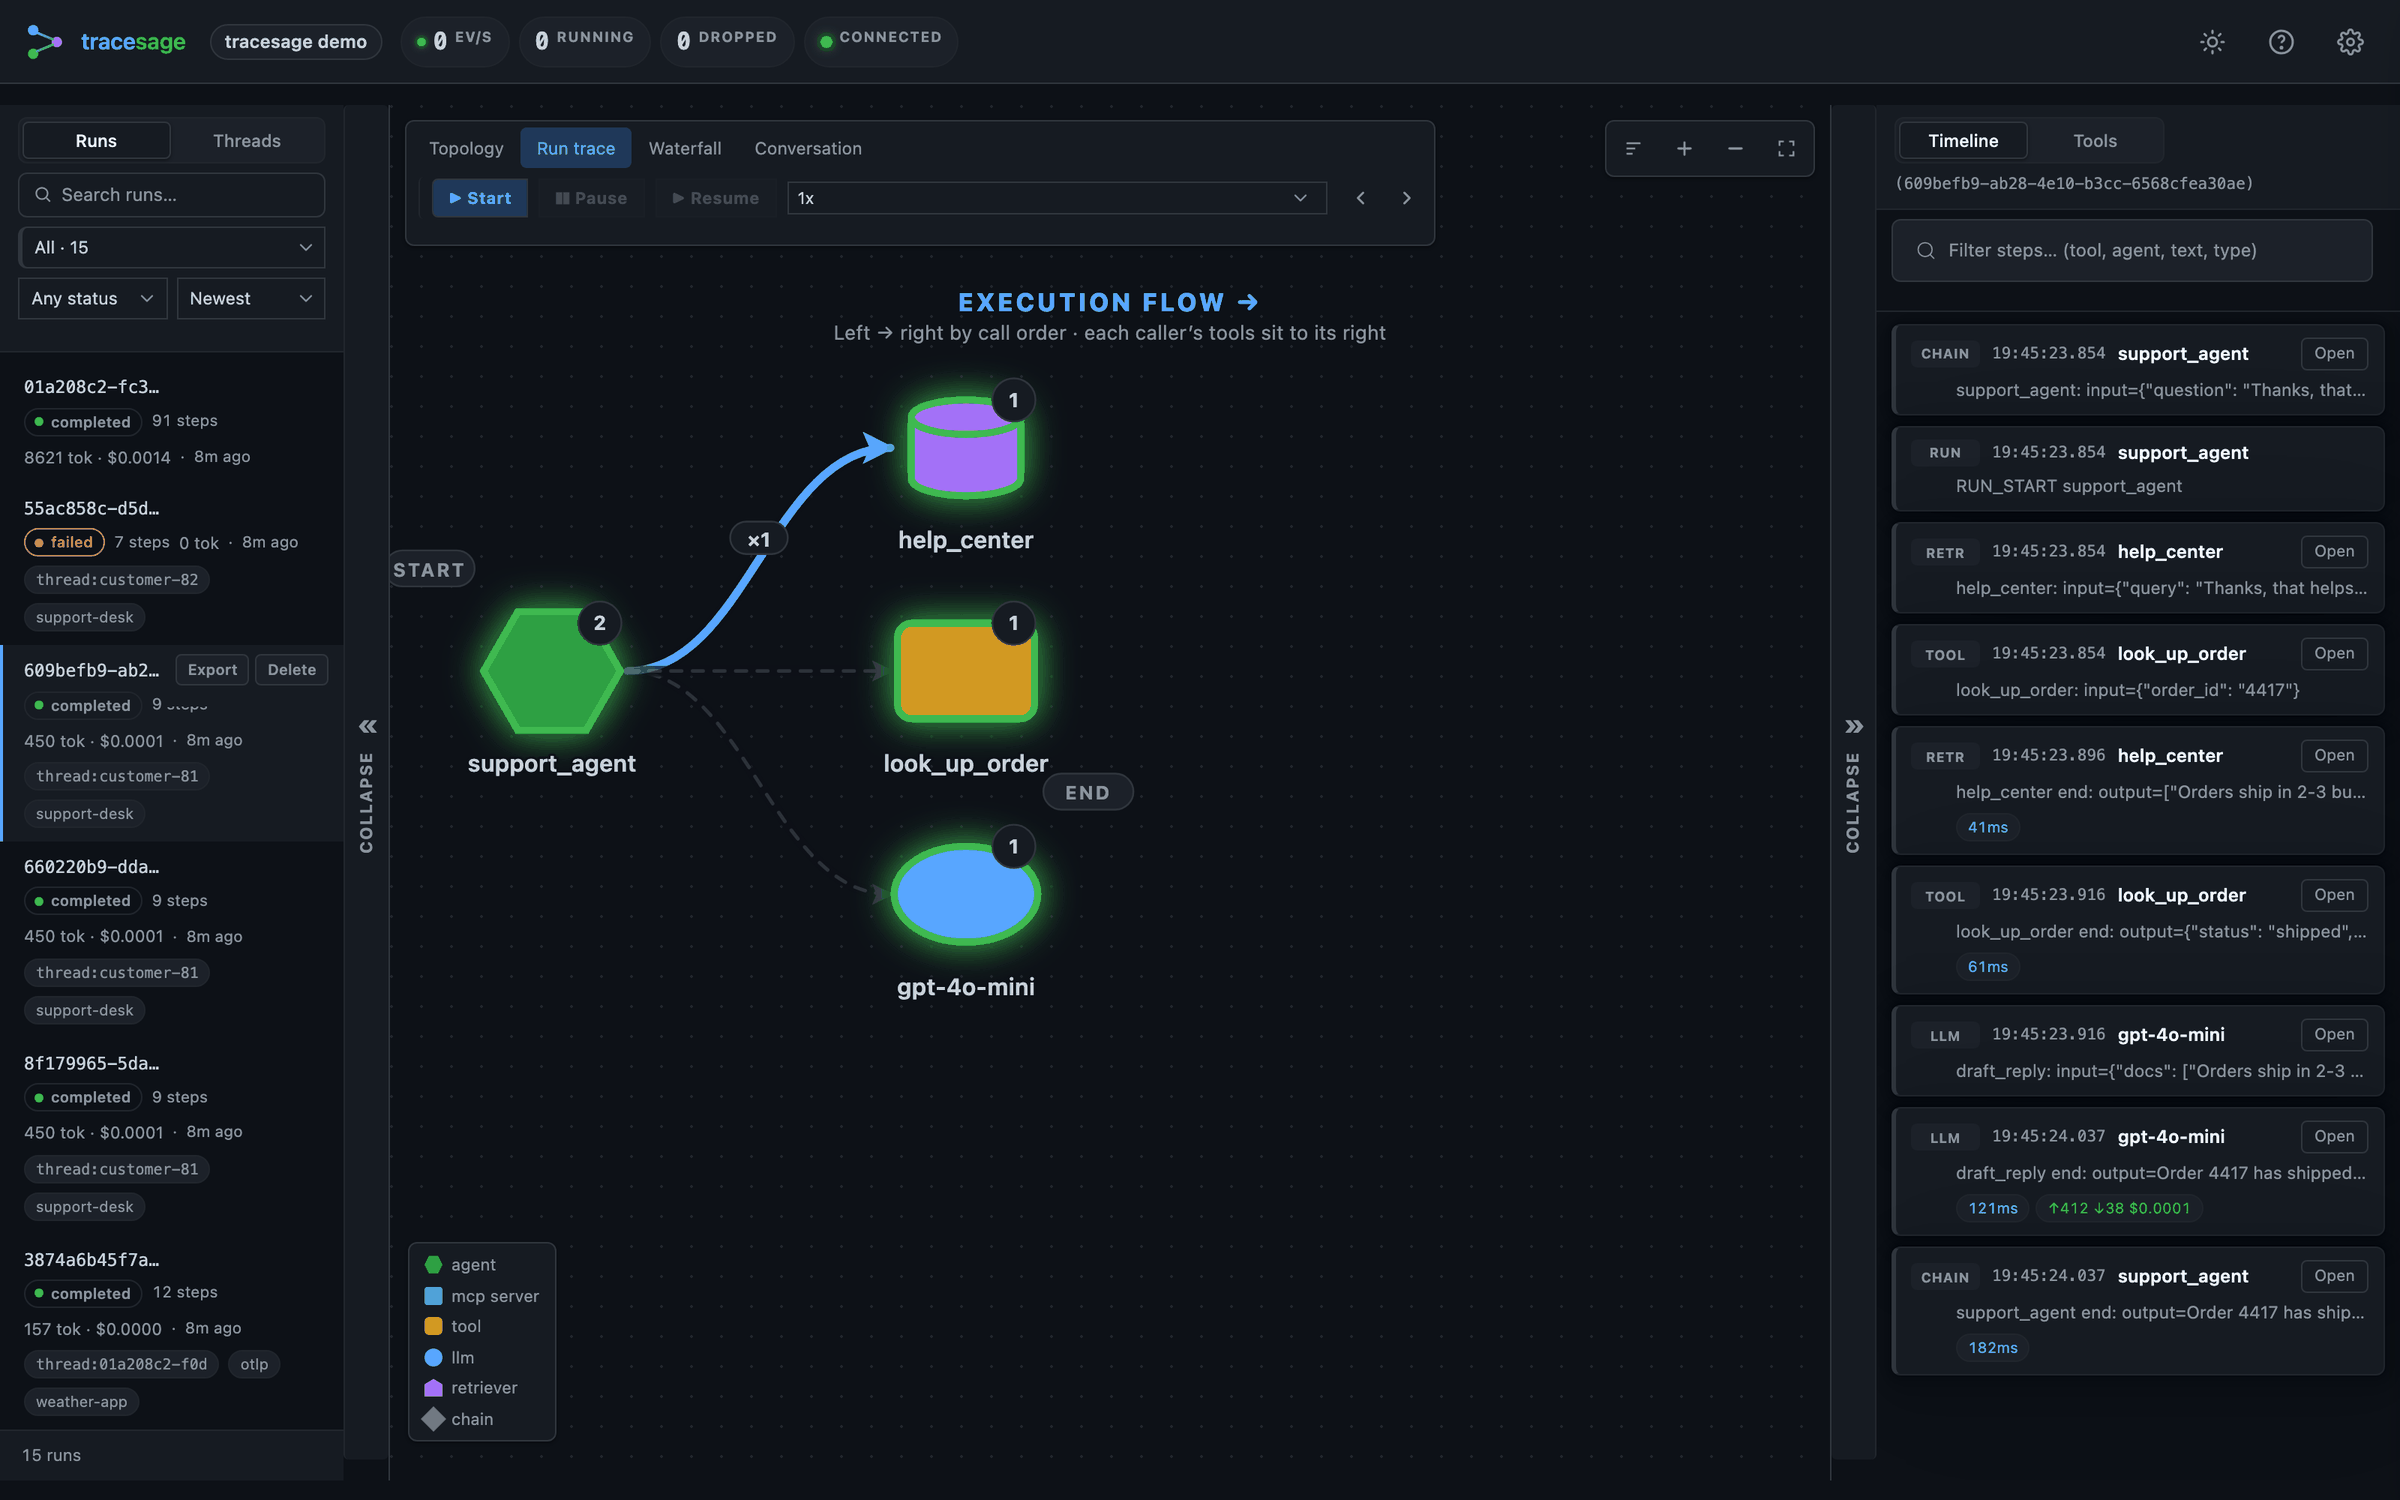 tracesage
tracesage demo
0 EV/S
0 RUNNING
0 DROPPED
CONNECTED
Runs
Threads
Search runs...
All · 15
Any status
Newest
01a208c2-fc3…
completed
91 steps
8621 tok · $0.0014 · 8m ago
55ac858c-d5d…
failed
7 steps 0 tok · 8m ago
thread:customer-82
support-desk
609befb9-ab2…
Export
Delete
completed
9 steps
450 tok · $0.0001 · 8m ago
thread:customer-81
support-desk
660220b9-dda…
completed
9 steps
450 tok · $0.0001 · 8m ago
thread:customer-81
support-desk
8f179965-5da…
completed
9 steps
450 tok · $0.0001 · 8m ago
thread:customer-81
support-desk
3874a6b45f7a…
completed
12 steps
157 tok · $0.0000 · 8m ago
thread:01a208c2-f0d
otlp
weather-app
15 runs
« COLLAPSE
Topology
Run trace
Waterfall
Conversation
Start
Pause
Resume
1x
EXECUTION FLOW →
Left → right by call order · each caller's tools sit to its right
START
2
support_agent
×1
1
help_center
1
look_up_order
END
1
gpt-4o-mini
agent
mcp server
tool
llm
retriever
chain
» COLLAPSE
Timeline
Tools
(609befb9-ab28-4e10-b3cc-6568cfea30ae)
Filter steps... (tool, agent, text, type)
CHAIN 19:45:23.854 support_agent Open
support_agent: input={"question": "Thanks, that…
RUN 19:45:23.854 support_agent
RUN_START support_agent
RETR 19:45:23.854 help_center Open
help_center: input={"query": "Thanks, that helps…
TOOL 19:45:23.854 look_up_order Open
look_up_order: input={"order_id": "4417"}
RETR 19:45:23.896 help_center Open
help_center end: output=["Orders ship in 2-3 bu…
41ms
TOOL 19:45:23.916 look_up_order Open
look_up_order end: output={"status": "shipped",…
61ms
LLM 19:45:23.916 gpt-4o-mini Open
draft_reply: input={"docs": ["Orders ship in 2-3 …
LLM 19:45:24.037 gpt-4o-mini Open
draft_reply end: output=Order 4417 has shipped…
121ms
↑412 ↓38 $0.0001
CHAIN 19:45:24.037 support_agent Open
support_agent end: output=Order 4417 has ship…
182ms